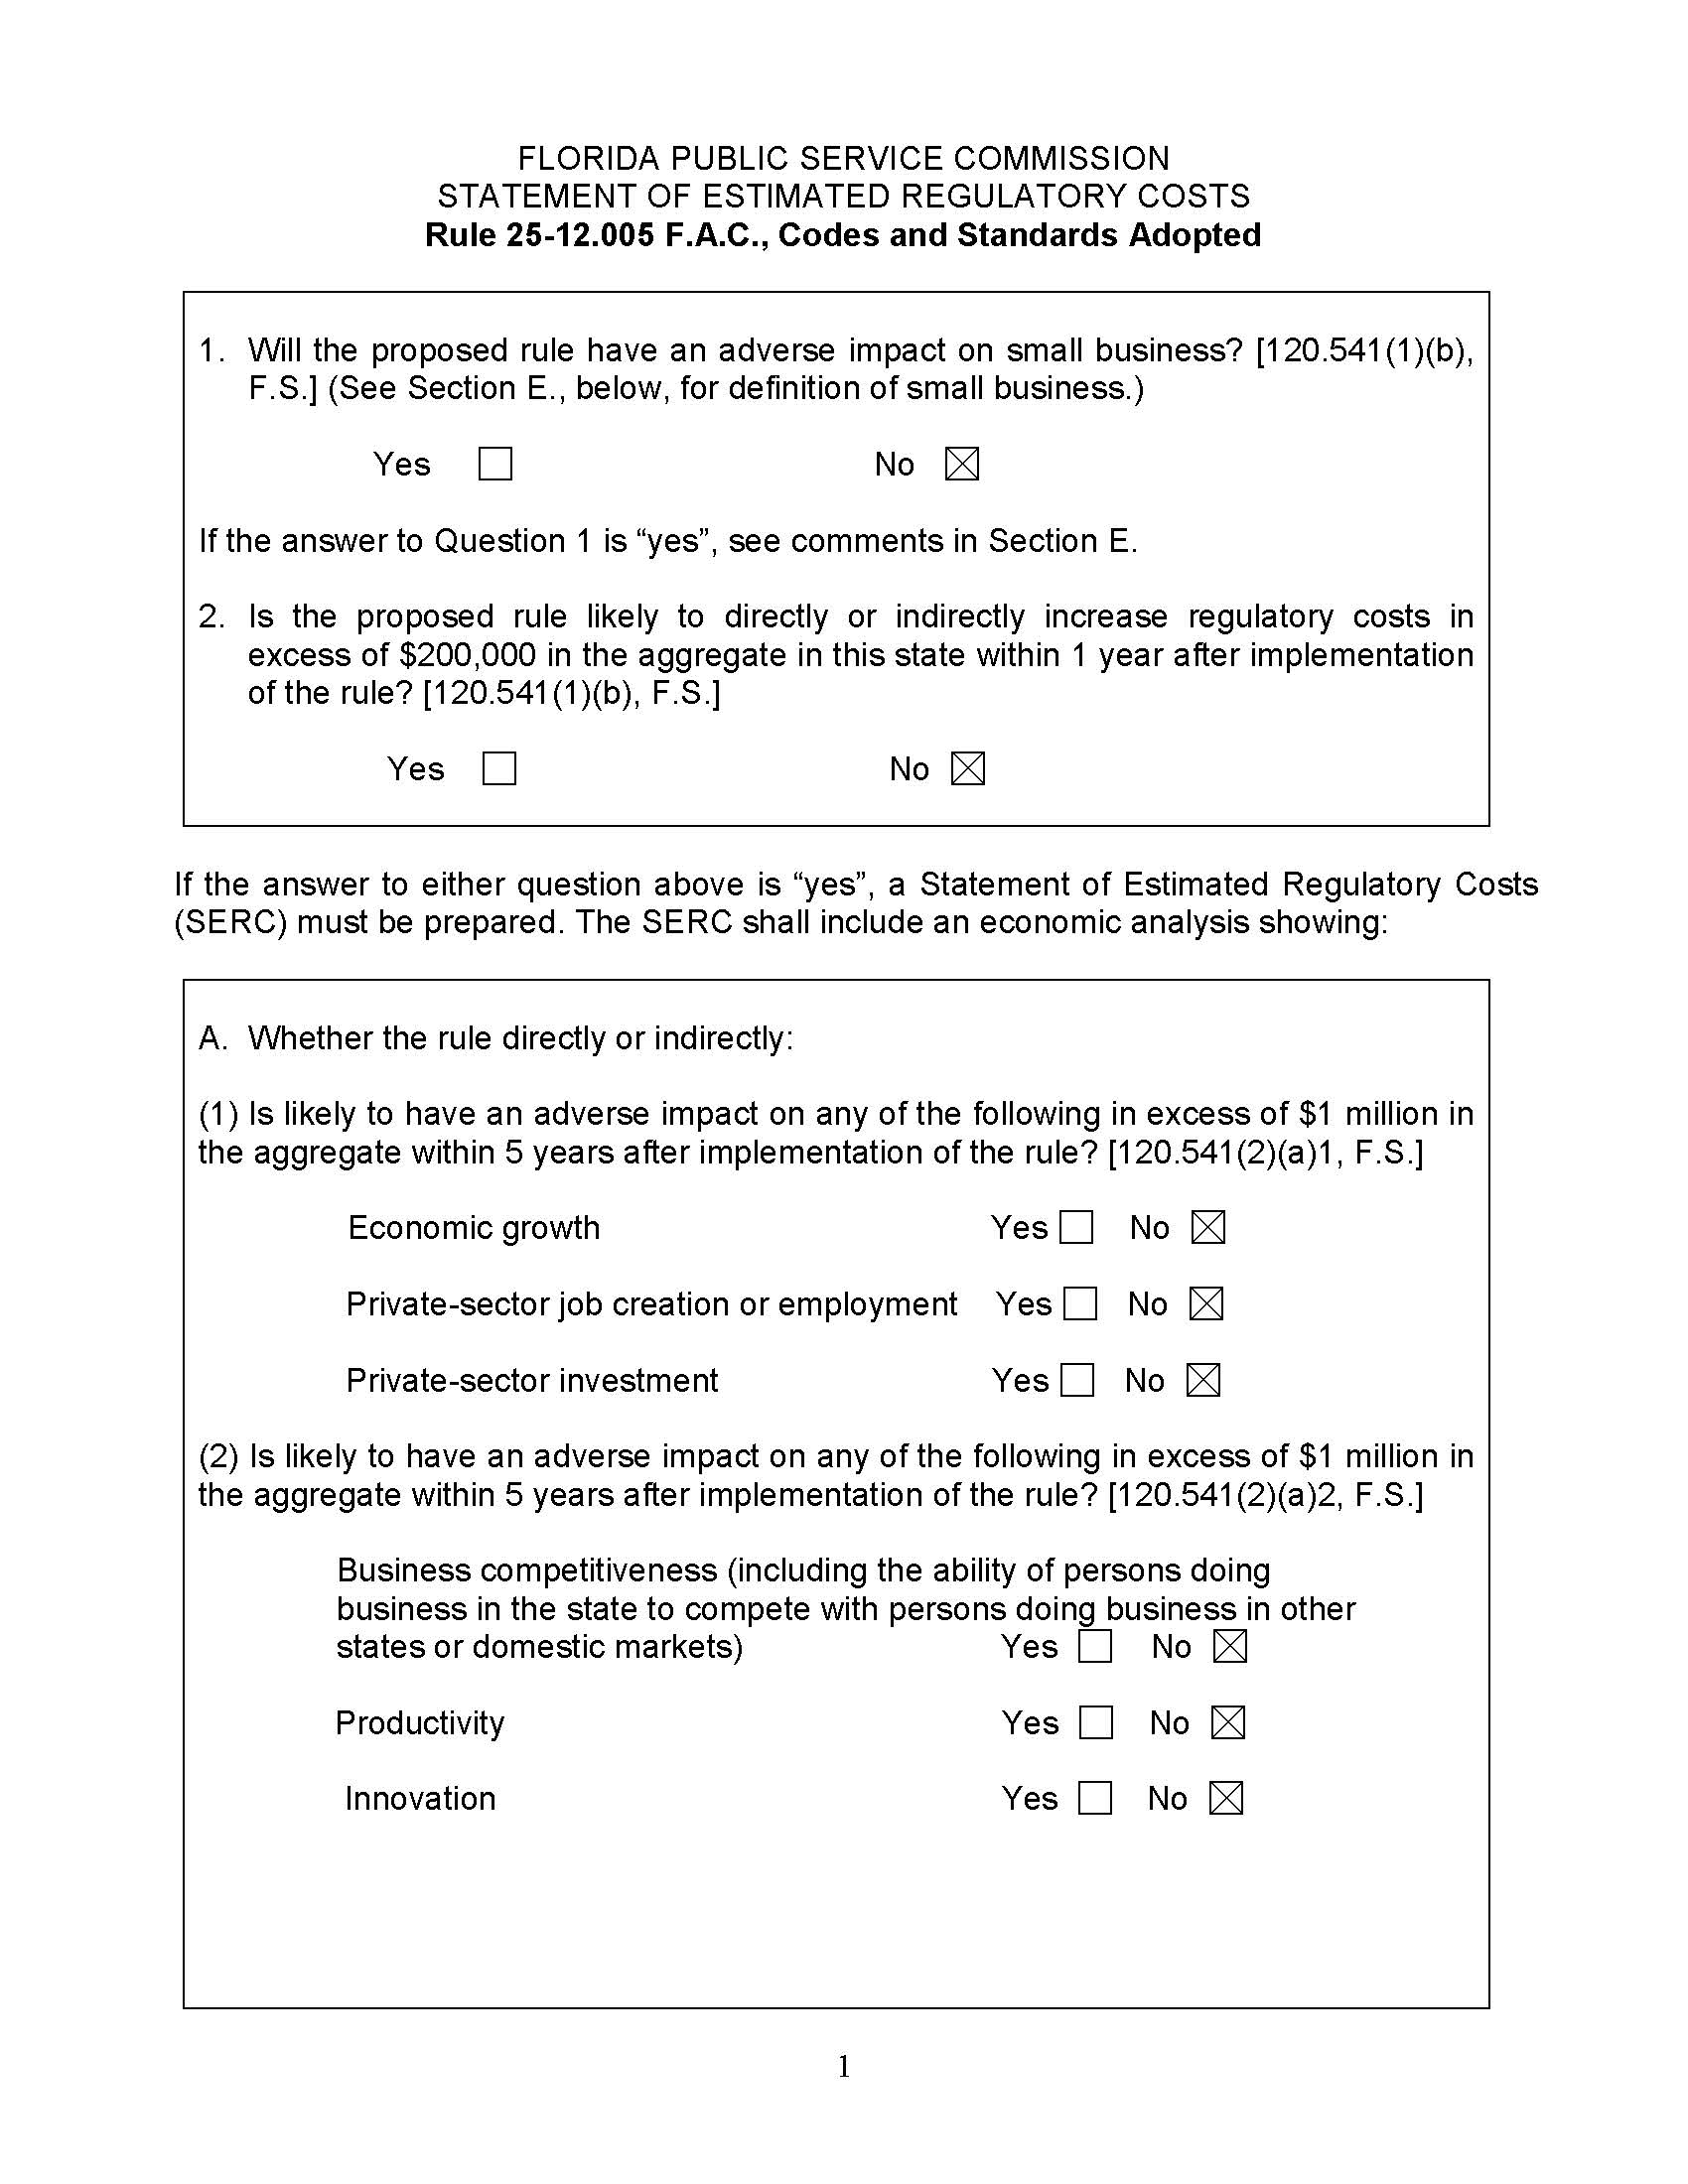 FLORIDA PUBLIC SERVICE COMMISSION
STATEMENT OF ESTIMATED REGULATORY COSTS
Rule 25-12.005 F.A.C., Codes and Standards Adopted
1. Will the proposed rule have an adverse impact on small business? [120.541(1)(b),
F.S.] (See Section E., below, for definition of small business.)
Yes ☐ No ☒
If the answer to Question 1 is “yes”, see comments in Section E.
2. Is the proposed rule likely to directly or indirectly increase regulatory costs in
excess of $200,000 in the aggregate in this state within 1 year after implementation
of the rule? [120.541(1)(b), F.S.]
Yes ☐ No ☒
If the answer to either question above is “yes”, a Statement of Estimated Regulatory Costs
(SERC) must be prepared. The SERC shall include an economic analysis showing:
A. Whether the rule directly or indirectly:
(1) Is likely to have an adverse impact on any of the following in excess of $1 million in
the aggregate within 5 years after implementation of the rule? [120.541(2)(a)1, F.S.]
Economic growth Yes ☐ No ☒
Private-sector job creation or employment Yes ☐ No ☒
Private-sector investment Yes ☐ No ☒
(2) Is likely to have an adverse impact on any of the following in excess of $1 million in
the aggregate within 5 years after implementation of the rule? [120.541(2)(a)2, F.S.]
Business competitiveness (including the ability of persons doing
business in the state to compete with persons doing business in other
states or domestic markets) Yes ☐ No ☒
Productivity Yes ☐ No ☒
Innovation Yes ☐ No ☒
1